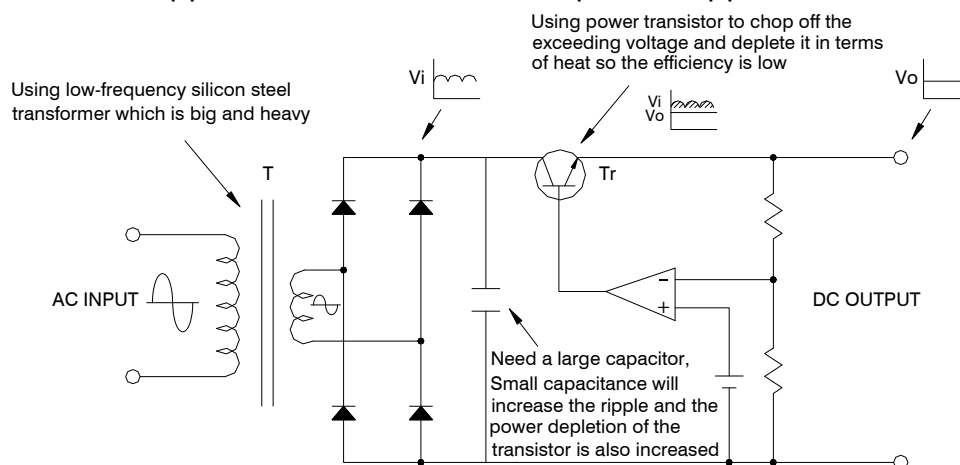 Using power transistor to chop off the
exceeding voltage and deplete it in terms
of heat so the efficiency is low
Using low-frequency silicon steel
transformer which is big and heavy
Vi
Vi
Vo
Vo
T
Tr
AC INPUT
-
+
DC OUTPUT
Need a large capacitor,
Small capacitance will
increase the ripple and the
power depletion of the
transistor is also increased